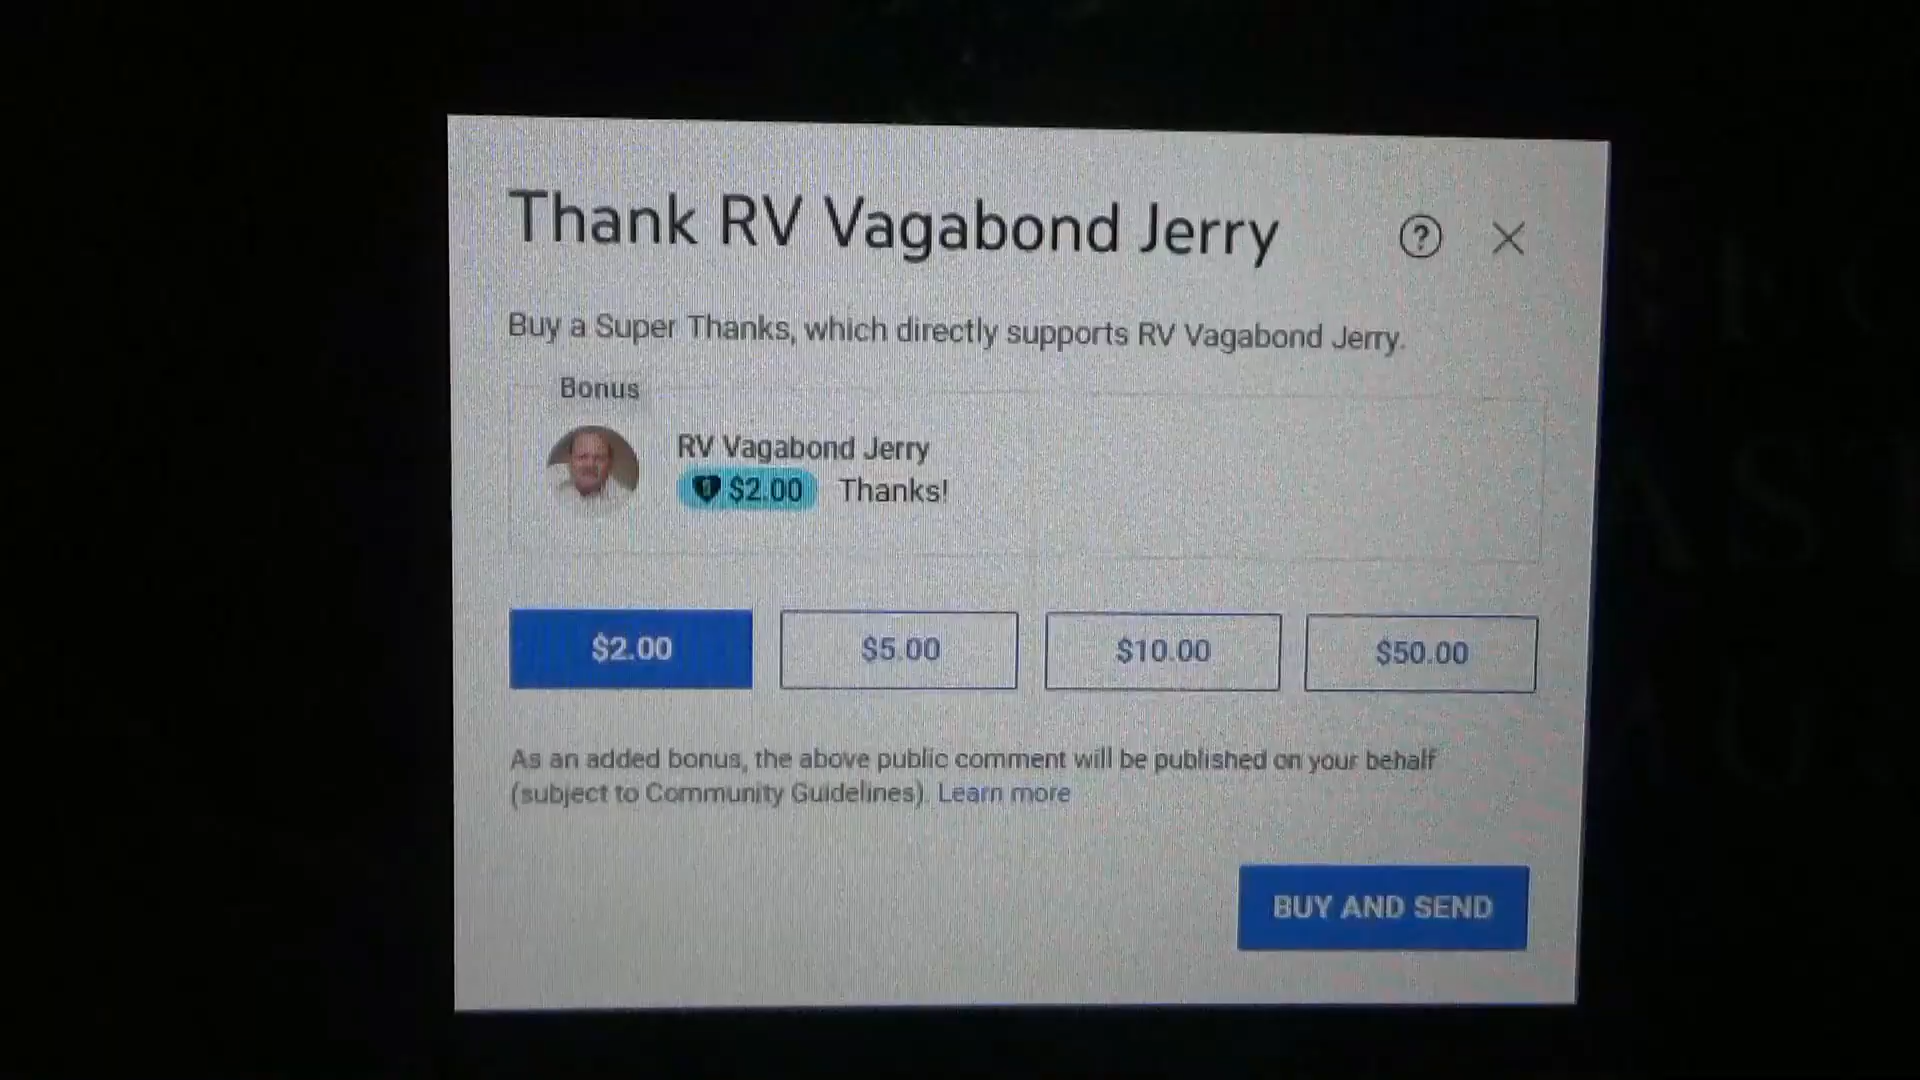 Thank RV Vagabond Jerry
Buy a Super Thanks, which directly supports RV Vagabond Jerry.
Bonus
RV Vagabond Jerry
$2.00 Thanks!
$2.00 $5.00 $10.00 $50.00
As an added bonus, the above public comment will be published on your behalf
(subject to Community Guidelines). Learn more
BUY AND SEND